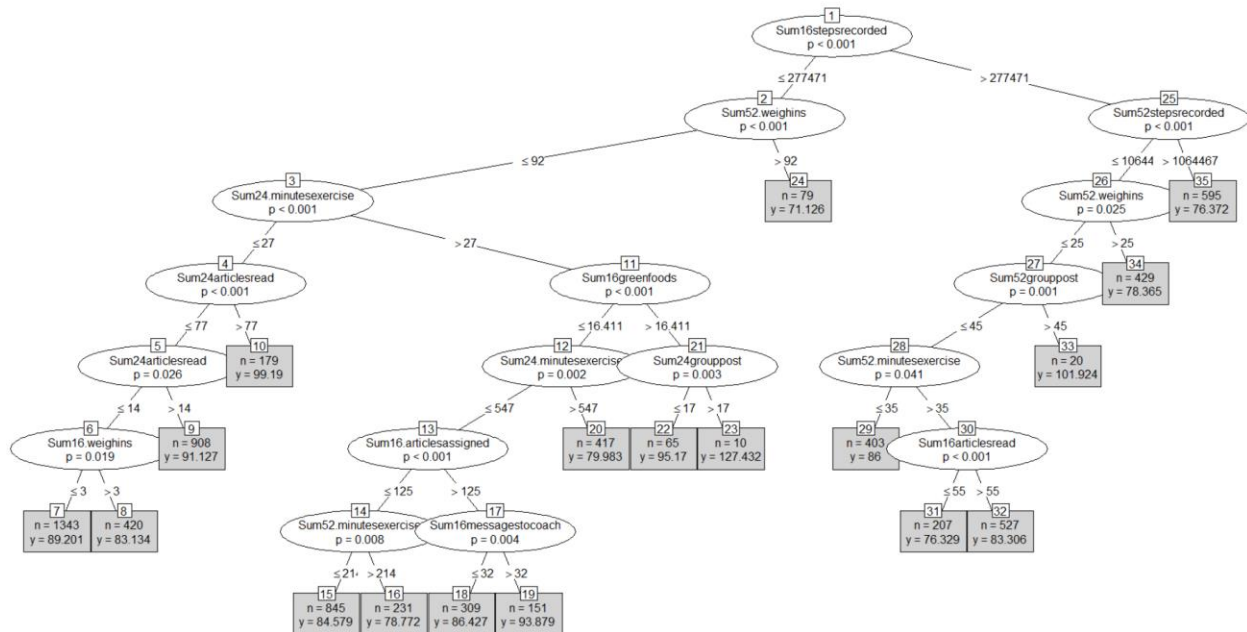 1
Sum16stepsrecorded
p < 0.001
≤ 277471
> 277471
2
Sum52.weighins
p < 0.001
25
Sum52stepsrecorded
p < 0.001
≤ 92
> 92
≤ 10644
> 1064467
3
Sum24.minutesexercise
p < 0.001
24
n = 79
y = 71.126
26
Sum52.weighins
p = 0.025
35
n = 595
y = 76.372
≤ 27
> 27
≤ 25
> 25
4
Sum24articlesread
p < 0.001
11
Sum16greenfoods
p < 0.001
27
Sum52grouppost
p = 0.001
34
n = 429
y = 78.365
≤ 77
> 77
≤ 16.411
> 16.411
≤ 45
> 45
5
Sum24articlesread
p = 0.026
10
n = 179
y = 99.19
12
Sum24.minutesexercise
p = 0.002
21
Sum24grouppost
p = 0.003
28
Sum52.minutesexercise
p = 0.041
33
n = 20
y = 101.924
≤ 14
> 14
≤ 547
> 547
≤ 17
> 17
≤ 35
> 35
6
Sum16.weighins
p = 0.019
9
n = 908
y = 91.127
13
Sum16.articlesassigned
p < 0.001
20
n = 417
y = 79.983
22
n = 65
y = 95.17
23
n = 10
y = 127.432
29
n = 403
y = 86
30
Sum16articlesread
p < 0.001
≤ 3
> 3
≤ 125
> 125
≤ 55
> 55
7
n = 1343
y = 89.201
8
n = 420
y = 83.134
14
Sum52.minutesexercise
p = 0.008
17
Sum16messagestocoach
p = 0.004
31
n = 207
y = 76.329
32
n = 527
y = 83.306
≤ 214
> 214
≤ 32
> 32
15
n = 845
y = 84.579
16
n = 231
y = 78.772
18
n = 309
y = 86.427
19
n = 151
y = 93.879